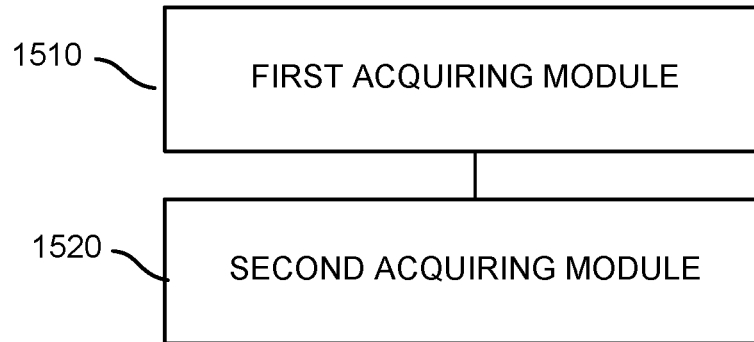 1510
FIRST ACQUIRING MODULE
1520
SECOND ACQUIRING MODULE